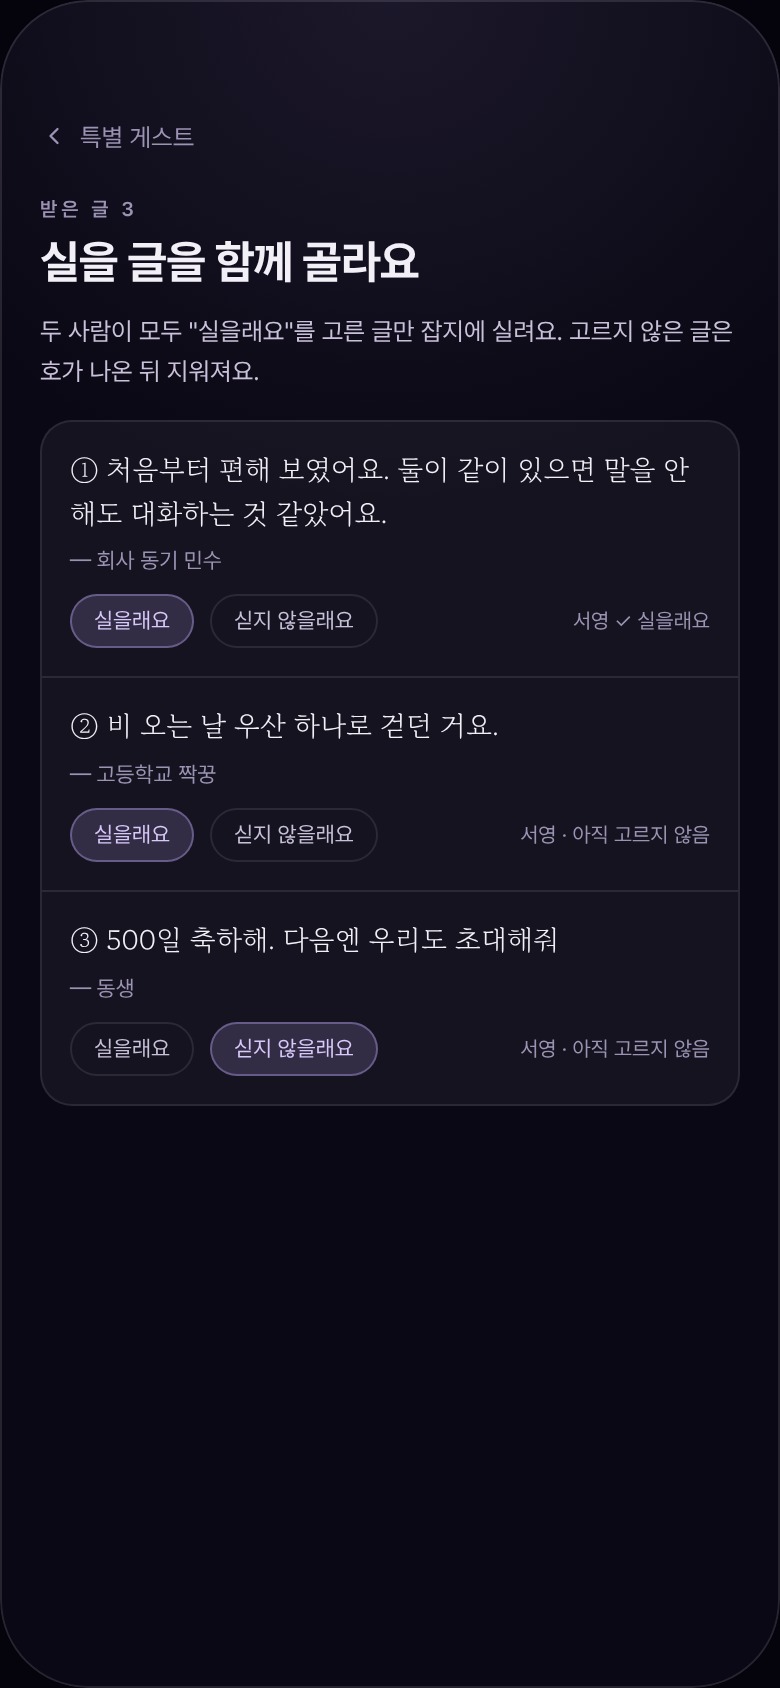 특별 게스트
받은 글 3
실을 글을 함께 골라요
두 사람이 모두 "실을래요"를 고른 글만 잡지에 실려요. 고르지 않은 글은
호가 나온 뒤 지워져요.
① 처음부터 편해 보였어요. 둘이 같이 있으면 말을 안
해도 대화하는 것 같았어요.
— 회사 동기 민수
실을래요 싣지 않을래요 서영 ✓ 실을래요
② 비 오는 날 우산 하나로 걷던 거요.
— 고등학교 짝꿍
실을래요 싣지 않을래요 서영 · 아직 고르지 않음
③ 500일 축하해. 다음엔 우리도 초대해줘
— 동생
실을래요 싣지 않을래요 서영 · 아직 고르지 않음